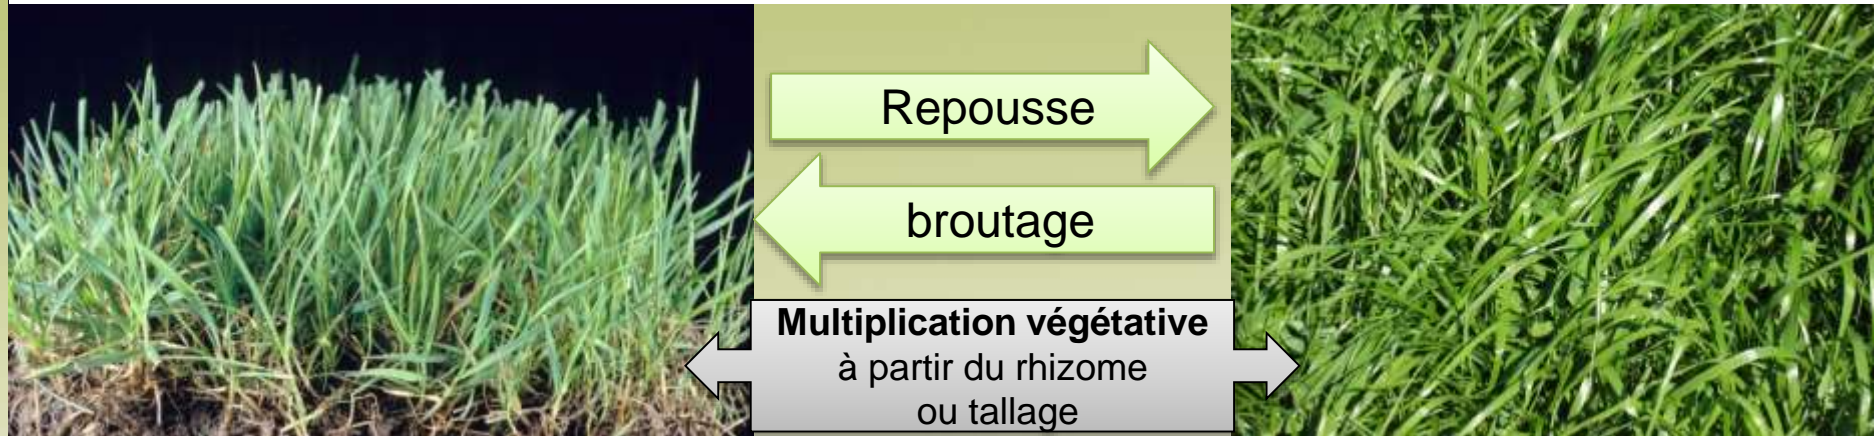 Repousse
broutage
Multiplication végétative
à partir du rhizome
ou tallage